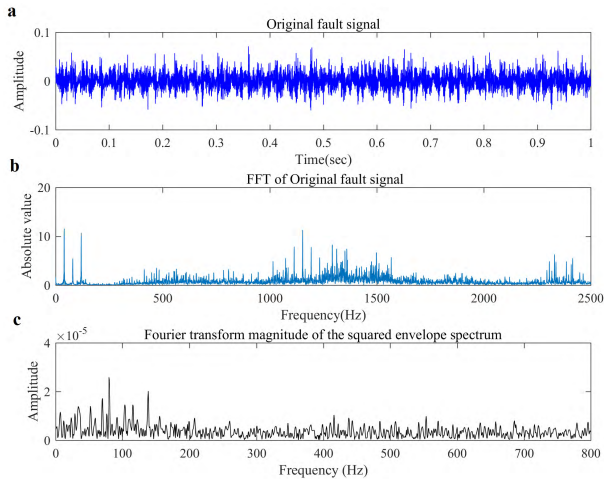 a
Original fault signal
0.1
0
-0.1
Amplitude
0 0.1 0.2 0.3 0.4 0.5 0.6 0.7 0.8 0.9 1
Time(sec)
b
FFT of Original fault signal
20
10
0
Absolute value
0 500 1000 1500 2000 2500
Frequency(Hz)
c
× 10-5
Fourier transform magnitude of the squared envelope spectrum
4
2
0
Amplitude
0 100 200 300 400 500 600 700 800
Frequency (Hz)